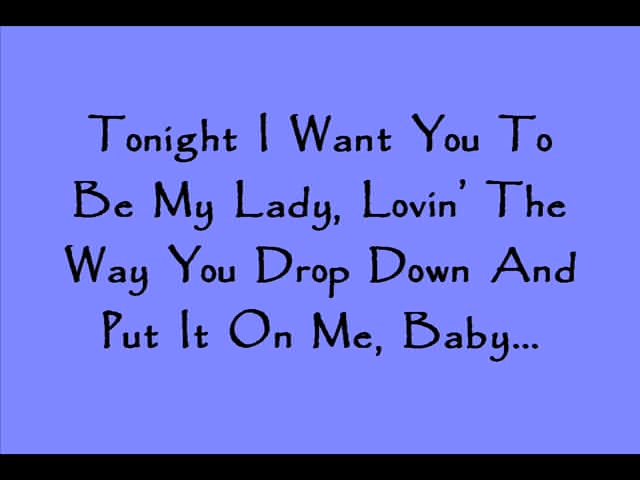 Tonight I Want You To
Be My Lady, Lovin' The
Way You Drop Down And
Put It On Me, Baby...